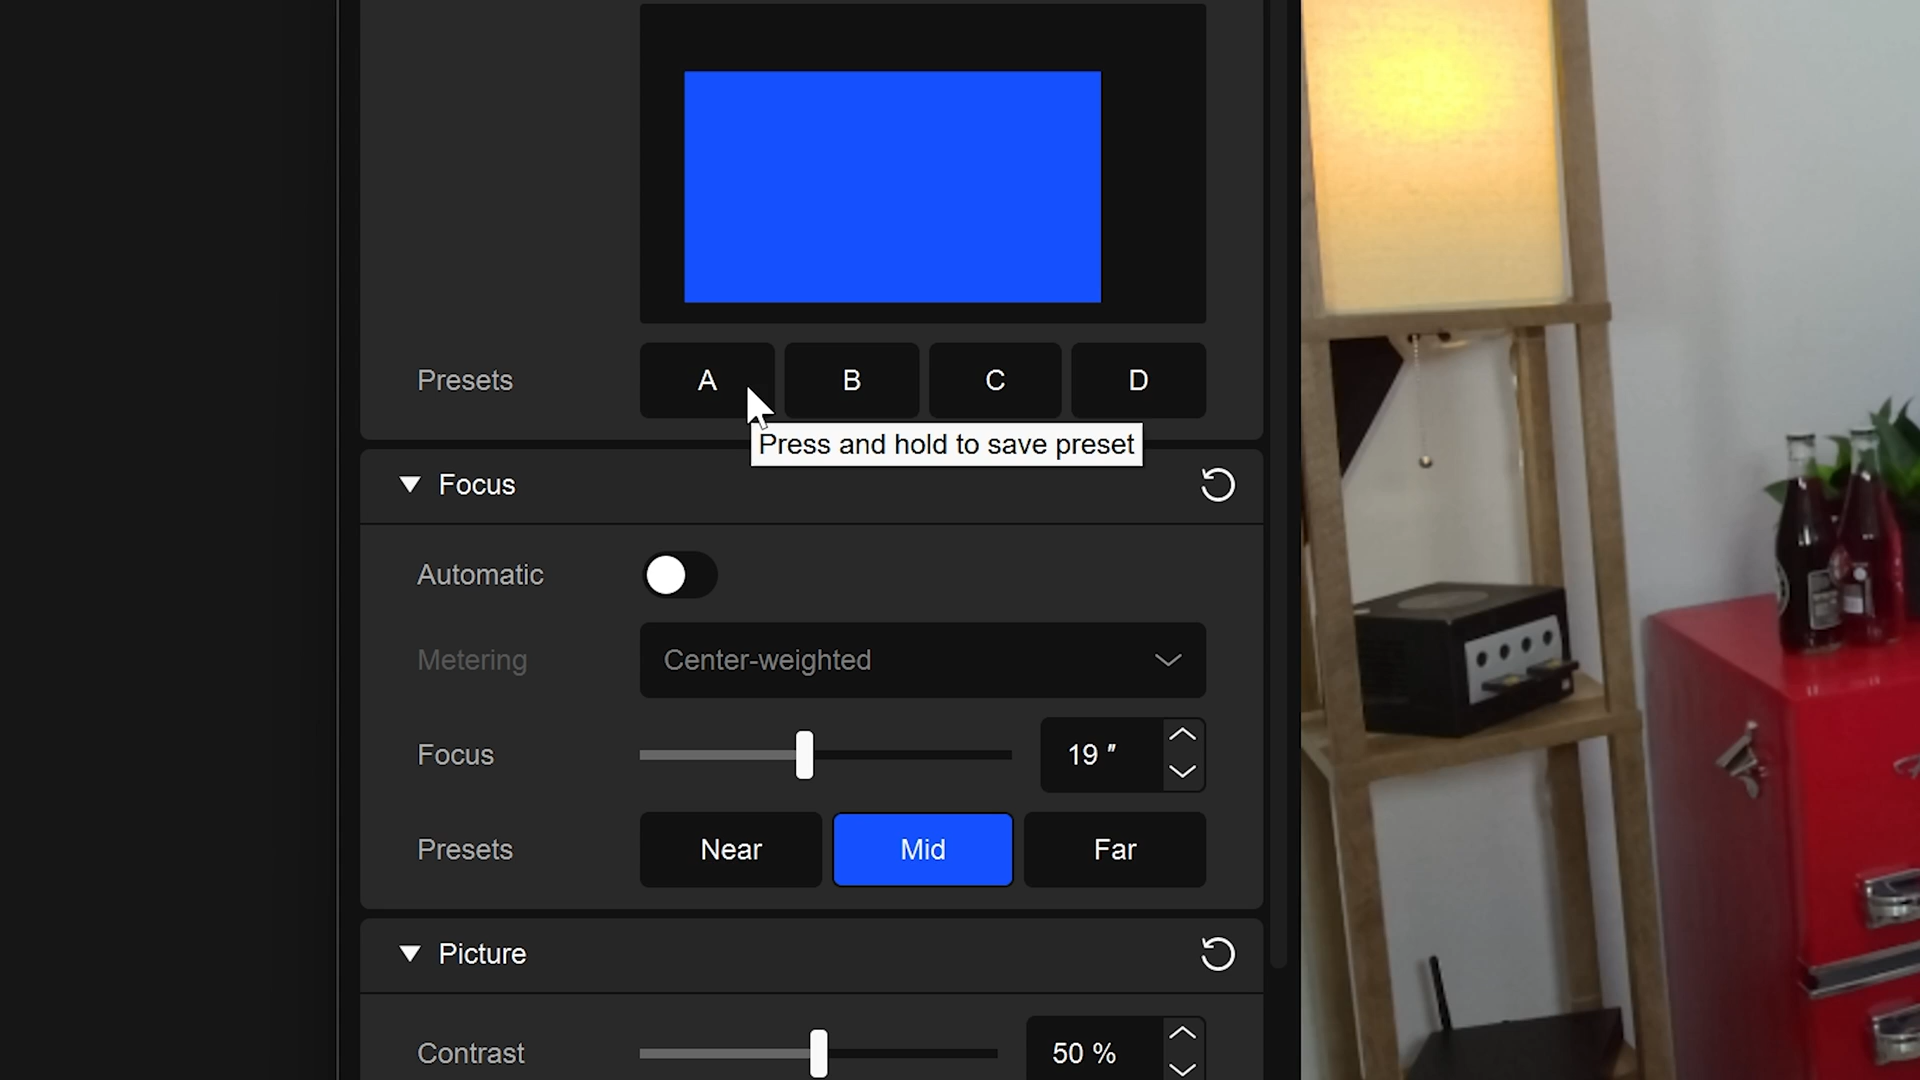 Presets
A
B
C
D
Press and hold to save preset
Focus
Automatic
Metering
Center-weighted
Focus
19 "
Presets
Near
Mid
Far
Picture
Contrast
50 %